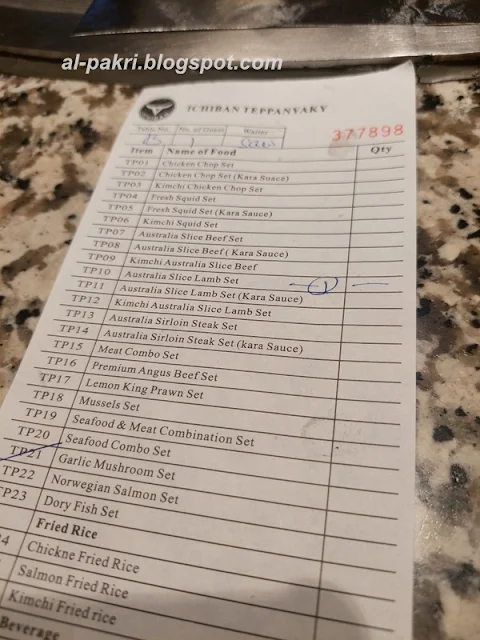 al-pakri.blogspot.com
ICHIBAN TEPPANYAKY
377898
Table No. No. of Guest Waiter
1
Item Name of Food Qty
TP01 Chicken Chop Set
TP02 Chicken Chop Set (Kara Suace)
TP03 Kimchi Chicken Chop Set
TP04 Fresh Squid Set
TP05 Fresh Squid Set (Kara Sauce)
TP06 Kimchi Squid Set
TP07 Australia Slice Beef Set
TP08 Australia Slice Beef ( Kara Sauce)
TP09 Kimchi Australia Slice Beef
TP10 Australia Slice Lamb Set 1
TP11 Australia Slice Lamb Set (Kara Sauce)
TP12 Kimchi Australia Slice Lamb Set
TP13 Australia Sirloin Steak Set
TP14 Australia Sirloin Steak Set (kara Sauce)
TP15 Meat Combo Set
TP16 Premium Angus Beef Set
TP17 Lemon King Prawn Set
TP18 Mussels Set
TP19 Seafood & Meat Combination Set
TP20 Seafood Combo Set
TP21 Garlic Mushroom Set
TP22 Norwegian Salmon Set
TP23 Dory Fish Set
Fried Rice
Chickne Fried Rice
Salmon Fried Rice
Kimchi Fried rice
Beverage